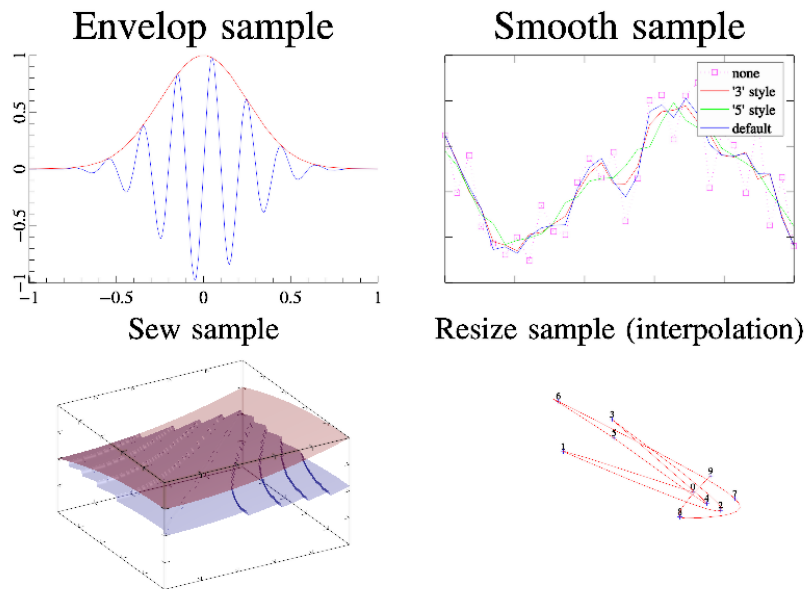 Envelop sample
Smooth sample
1
0.5
0
−0.5
−1
−1
−0.5
0
0.5
1
none
'3' style
'5' style
default
Sew sample
Resize sample (interpolation)
6
3
5
1
9
0
4
2
7
8